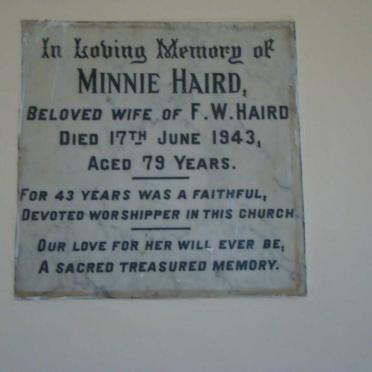 In Loving Memory of
MINNIE HAIRD,
BELOVED WIFE OF F.W. HAIRD
DIED 17TH JUNE 1943,
AGED 79 YEARS.
FOR 43 YEARS WAS A FAITHFUL,
DEVOTED WORSHIPPER IN THIS CHURCH.
OUR LOVE FOR HER WILL EVER BE,
A SACRED TREASURED MEMORY.